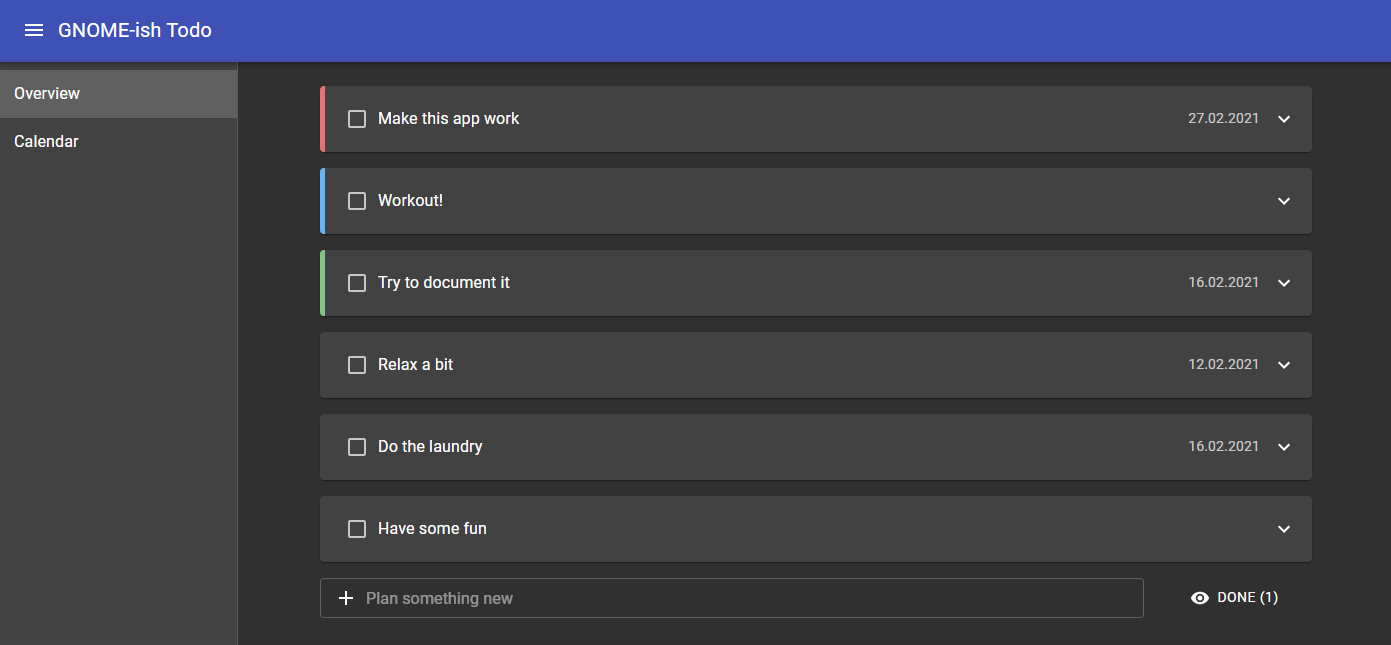 GNOME-ish Todo
Overview
Calendar
Make this app work 27.02.2021
Workout!
Try to document it 16.02.2021
Relax a bit 12.02.2021
Do the laundry 16.02.2021
Have some fun
Plan something new
DONE (1)